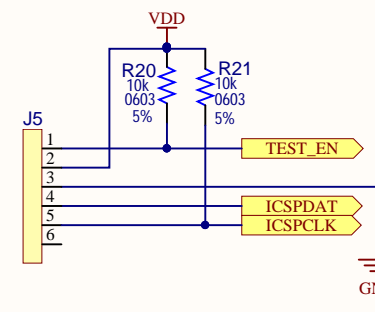 VDD
R20
10k
0603
5%
R21
10k
0603
5%
J5
1
2
3
4
5
6
TEST_EN
ICSPDAT
ICSPCLK